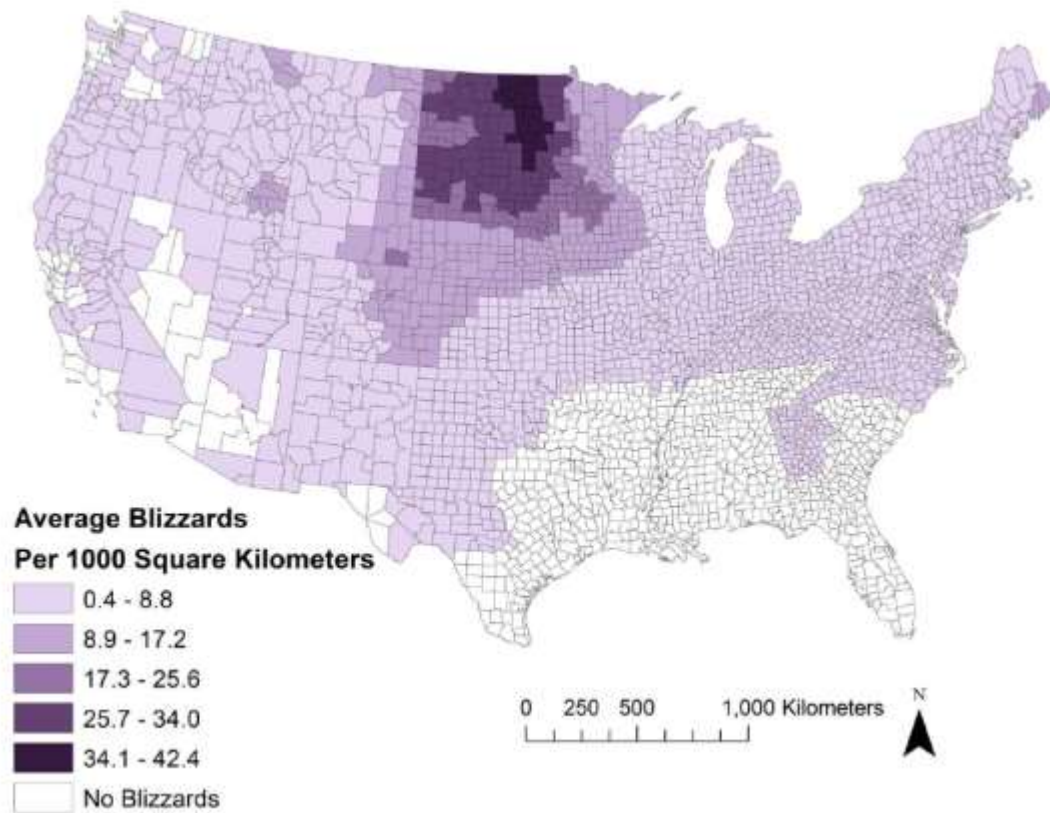 Average Blizzards
Per 1000 Square Kilometers
0.4 - 8.8
8.9 - 17.2
17.3 - 25.6
25.7 - 34.0
34.1 - 42.4
No Blizzards
0 250 500 1,000 Kilometers
N